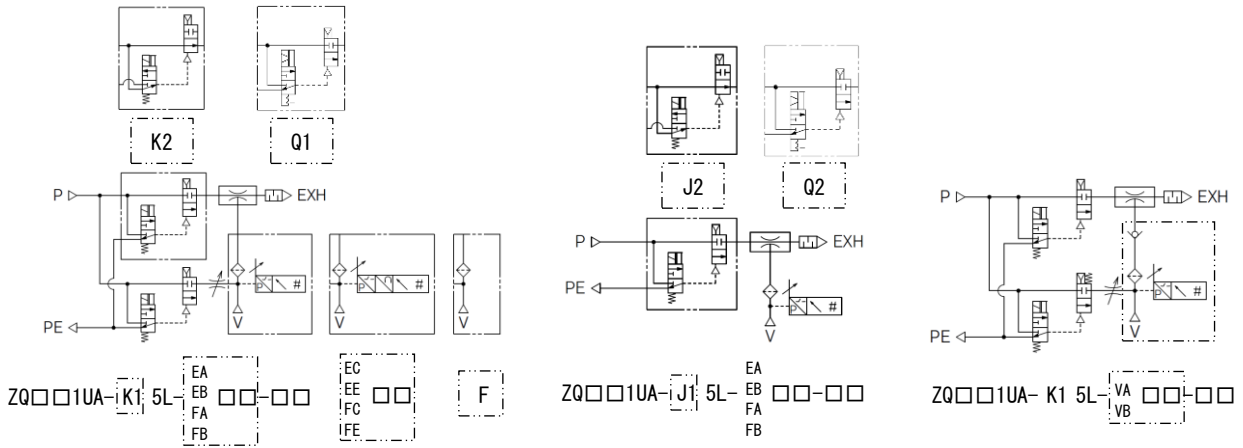 K2
Q1
P
EXH
P #
P #
V
PE
ZQ□□1UA-K1 5L-
EA
EB
FA
FB
□□-□□
EC
EE
FC
FE
□□
F
J2
Q2
P
EXH
PE
P #
V
ZQ□□1UA-J1 5L-
EA
EB
FA
FB
□□-□□
P
EXH
P #
PE
V
ZQ□□1UA- K1 5L-
VA
VB
□□-□□